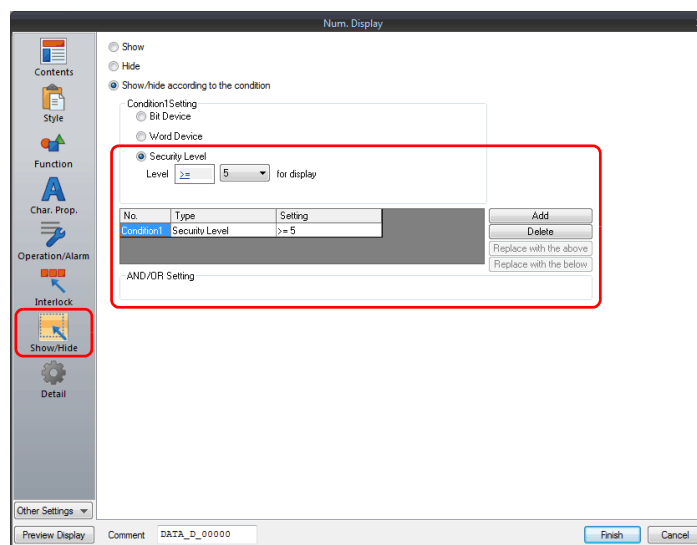 Num. Display
Contents
Style
Function
Char. Prop.
Operation/Alarm
Interlock
Show/Hide
Detail
Other Settings
Preview Display
Show
Hide
Show/hide according to the condition
Condition1Setting
Bit Device
Word Device
Security Level
Level >= 5 for display
No. Type Setting
Condition1 Security Level >= 5
Add
Delete
Replace with the above
Replace with the below
AND/OR Setting
Comment DATA_D_00000
Finish Cancel